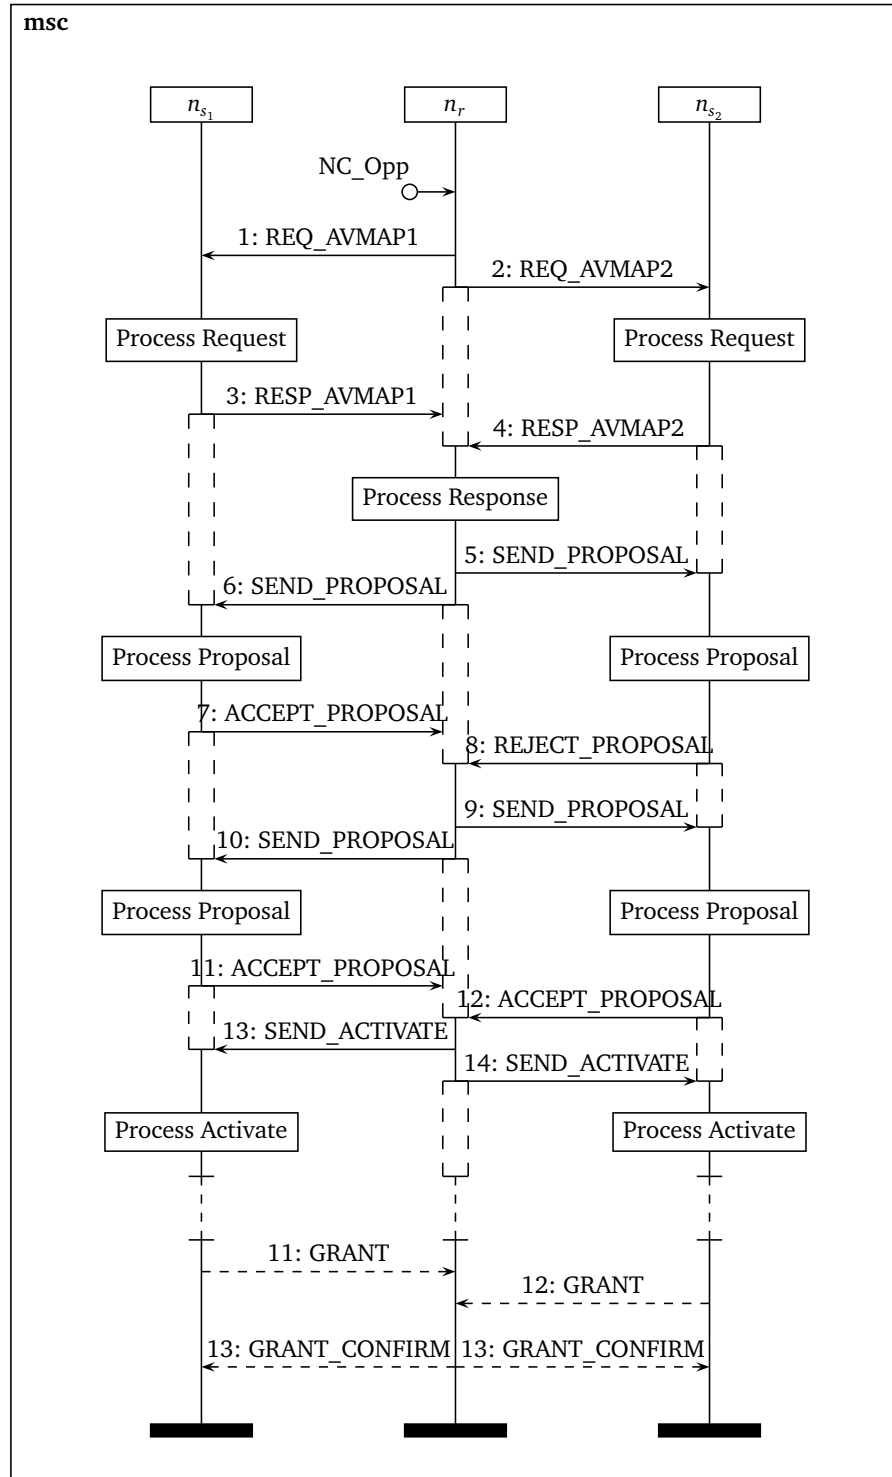 msc
n_{s_1}
n_r
n_{s_2}
NC_Opp
1: REQ_AVMAP1
2: REQ_AVMAP2
Process Request
Process Request
3: RESP_AVMAP1
4: RESP_AVMAP2
Process Response
5: SEND_PROPOSAL
6: SEND_PROPOSAL
Process Proposal
Process Proposal
7: ACCEPT_PROPOSAL
8: REJECT_PROPOSAL
9: SEND_PROPOSAL
10: SEND_PROPOSAL
Process Proposal
Process Proposal
11: ACCEPT_PROPOSAL
12: ACCEPT_PROPOSAL
13: SEND_ACTIVATE
14: SEND_ACTIVATE
Process Activate
Process Activate
11: GRANT
12: GRANT
13: GRANT_CONFIRM
13: GRANT_CONFIRM